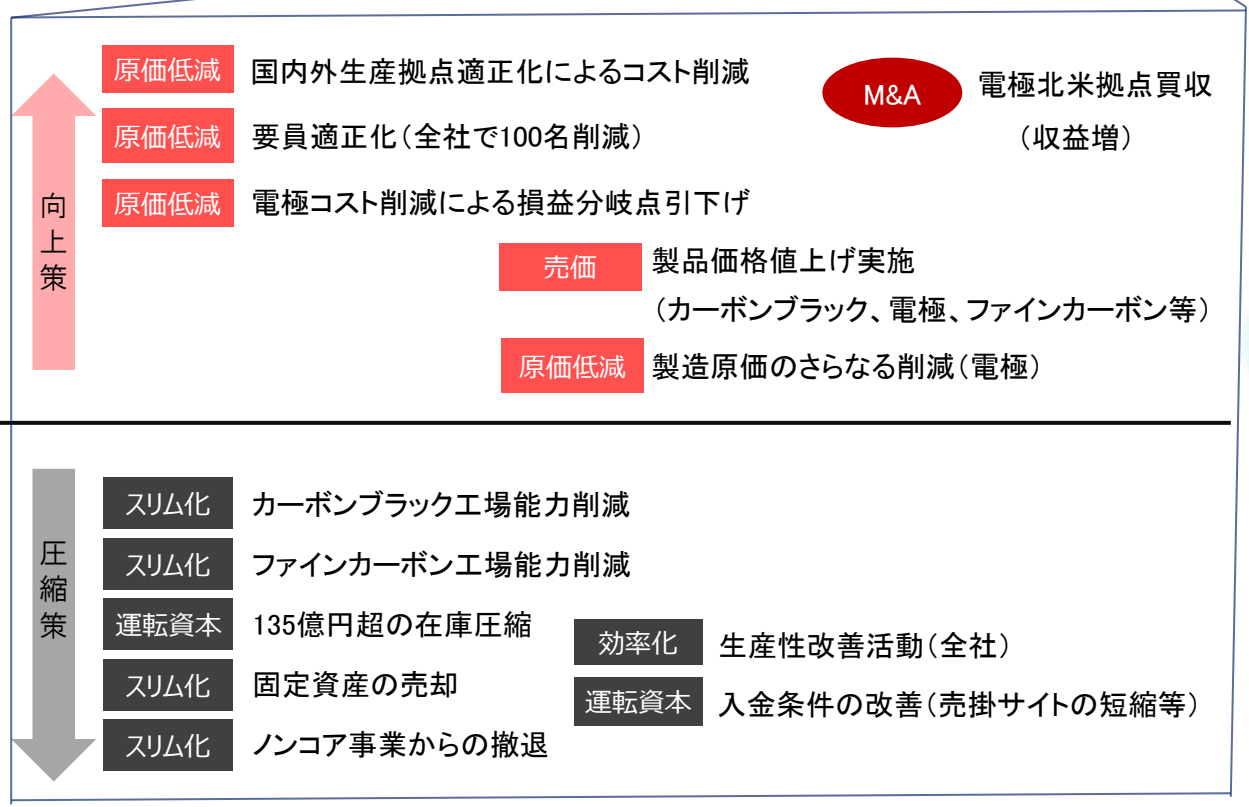 向上策
原価低減 国内外生産拠点適正化によるコスト削減
原価低減 要員適正化（全社で100名削減）
原価低減 電極コスト削減による損益分岐点引下げ
M&A 電極北米拠点買収
（収益増）
売価 製品価格値上げ実施
（カーボンブラック、電極、ファインカーボン等）
原価低減 製造原価のさらなる削減（電極）
圧縮策
スリム化 カーボンブラック工場能力削減
スリム化 ファインカーボン工場能力削減
運転資本 135億円超の在庫圧縮
スリム化 固定資産の売却
スリム化 ノンコア事業からの撤退
効率化 生産性改善活動（全社）
運転資本 入金条件の改善（売掛サイトの短縮等）